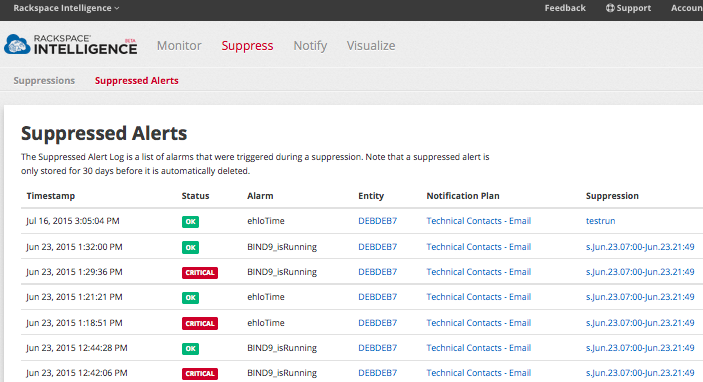 Rackspace Intelligence Feedback Support Accoun
RACKSPACE® BETA
INTELLIGENCE Monitor Suppress Notify Visualize
Suppressions Suppressed Alerts
Suppressed Alerts
The Suppressed Alert Log is a list of alarms that were triggered during a suppression. Note that a suppressed alert is
only stored for 30 days before it is automatically deleted.
Timestamp Status Alarm Entity Notification Plan Suppression
Jul 16, 2015 3:05:04 PM OK ehloTime DEBDEB7 Technical Contacts - Email testrun
Jun 23, 2015 1:32:00 PM OK BIND9_isRunning DEBDEB7 Technical Contacts - Email s.Jun.23.07:00-Jun.23.21:49
Jun 23, 2015 1:29:36 PM CRITICAL BIND9_isRunning DEBDEB7 Technical Contacts - Email s.Jun.23.07:00-Jun.23.21:49
Jun 23, 2015 1:21:21 PM OK ehloTime DEBDEB7 Technical Contacts - Email s.Jun.23.07:00-Jun.23.21:49
Jun 23, 2015 1:18:51 PM CRITICAL ehloTime DEBDEB7 Technical Contacts - Email s.Jun.23.07:00-Jun.23.21:49
Jun 23, 2015 12:44:28 PM OK BIND9_isRunning DEBDEB7 Technical Contacts - Email s.Jun.23.07:00-Jun.23.21:49
Jun 23, 2015 12:42:06 PM CRITICAL BIND9_isRunning DEBDEB7 Technical Contacts - Email s.Jun.23.07:00-Jun.23.21:49